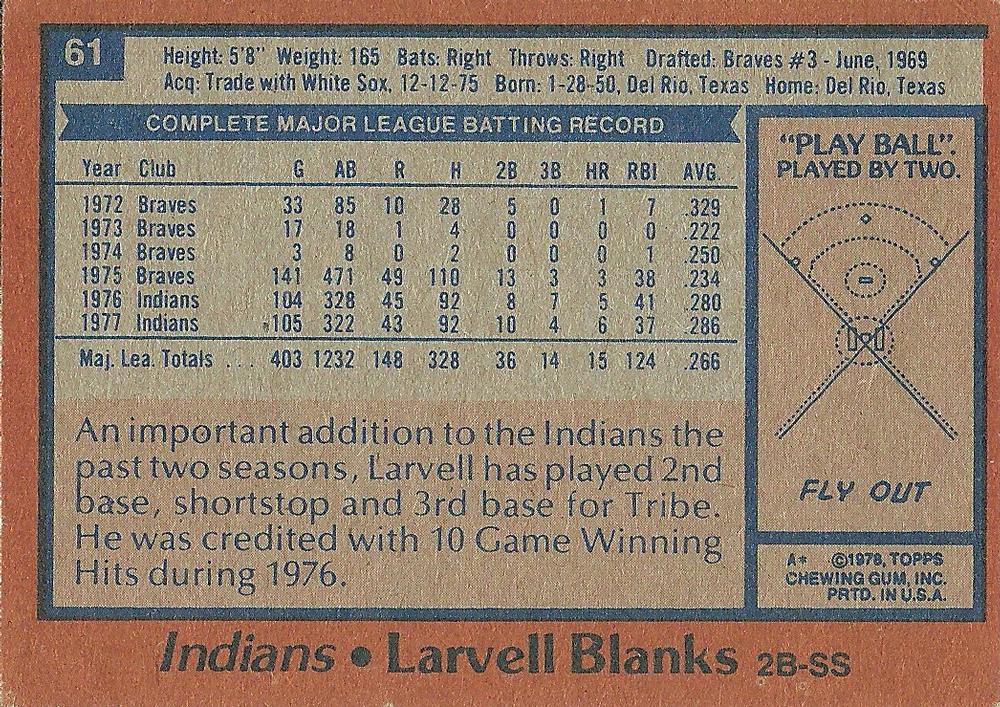 61
Height: 5'8" Weight: 165 Bats: Right Throws: Right Drafted: Braves #3 - June, 1969
Acq: Trade with White Sox, 12-12-75 Born: 1-28-50, Del Rio, Texas Home: Del Rio, Texas
COMPLETE MAJOR LEAGUE BATTING RECORD
Year Club G AB R H 2B 3B HR RBI AVG.
1972 Braves 33 85 10 28 5 0 1 7 .329
1973 Braves 17 18 1 4 0 0 0 0 .222
1974 Braves 3 8 0 2 0 0 0 1 .250
1975 Braves 141 471 49 110 13 3 3 38 .234
1976 Indians 104 328 45 92 8 7 5 41 .280
1977 Indians 105 322 43 92 10 4 6 37 .286
Maj. Lea. Totals ... 403 1232 148 328 36 14 15 124 .266
An important addition to the Indians the
past two seasons, Larvell has played 2nd
base, shortstop and 3rd base for Tribe.
He was credited with 10 Game Winning
Hits during 1976.
"PLAY BALL".
PLAYED BY TWO.
FLY OUT
A* ©1978, TOPPS
CHEWING GUM, INC.
PRTD. IN U.S.A.
Indians • Larvell Blanks 2B-SS